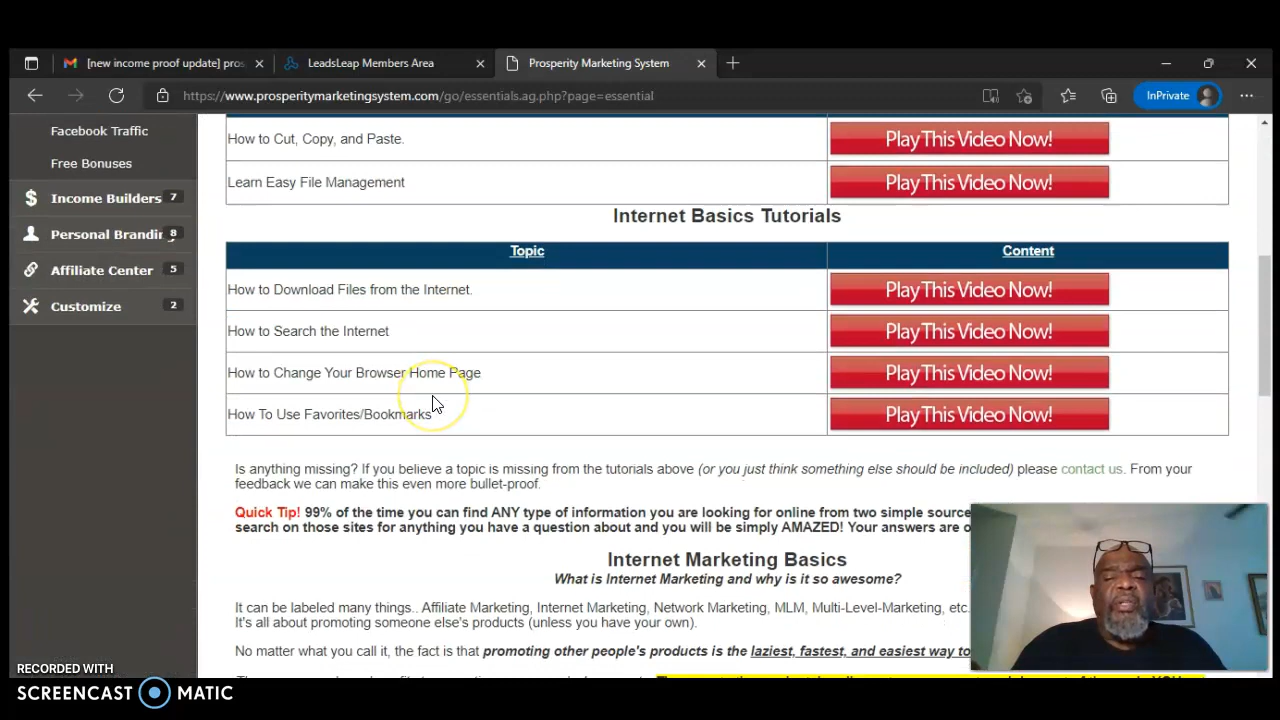 [new income proof update] pros
LeadsLeap Members Area
Prosperity Marketing System
https://www.prosperitymarketingsystem.com/go/essentials.ag.php?page=essential
InPrivate
Facebook Traffic
Free Bonuses
Income Builders 7
Personal Brandin 8
Affiliate Center 5
Customize 2
How to Cut, Copy, and Paste. Play This Video Now!
Learn Easy File Management Play This Video Now!
Internet Basics Tutorials
Topic Content
How to Download Files from the Internet. Play This Video Now!
How to Search the Internet Play This Video Now!
How to Change Your Browser Home Page Play This Video Now!
How To Use Favorites/Bookmarks Play This Video Now!
Is anything missing? If you believe a topic is missing from the tutorials above (or you just think something else should be included) please contact us. From your
feedback we can make this even more bullet-proof.
Quick Tip! 99% of the time you can find ANY type of information you are looking for online from two simple source
search on those sites for anything you have a question about and you will be simply AMAZED! Your answers are o
Internet Marketing Basics
What is Internet Marketing and why is it so awesome?
It can be labeled many things.. Affiliate Marketing, Internet Marketing, Network Marketing, MLM, Multi-Level-Marketing, etc.
It's all about promoting someone else's products (unless you have your own).
No matter what you call it, the fact is that promoting other people's products is the laziest, fastest, and easiest way to
RECORDED WITH
SCREENCAST MATIC